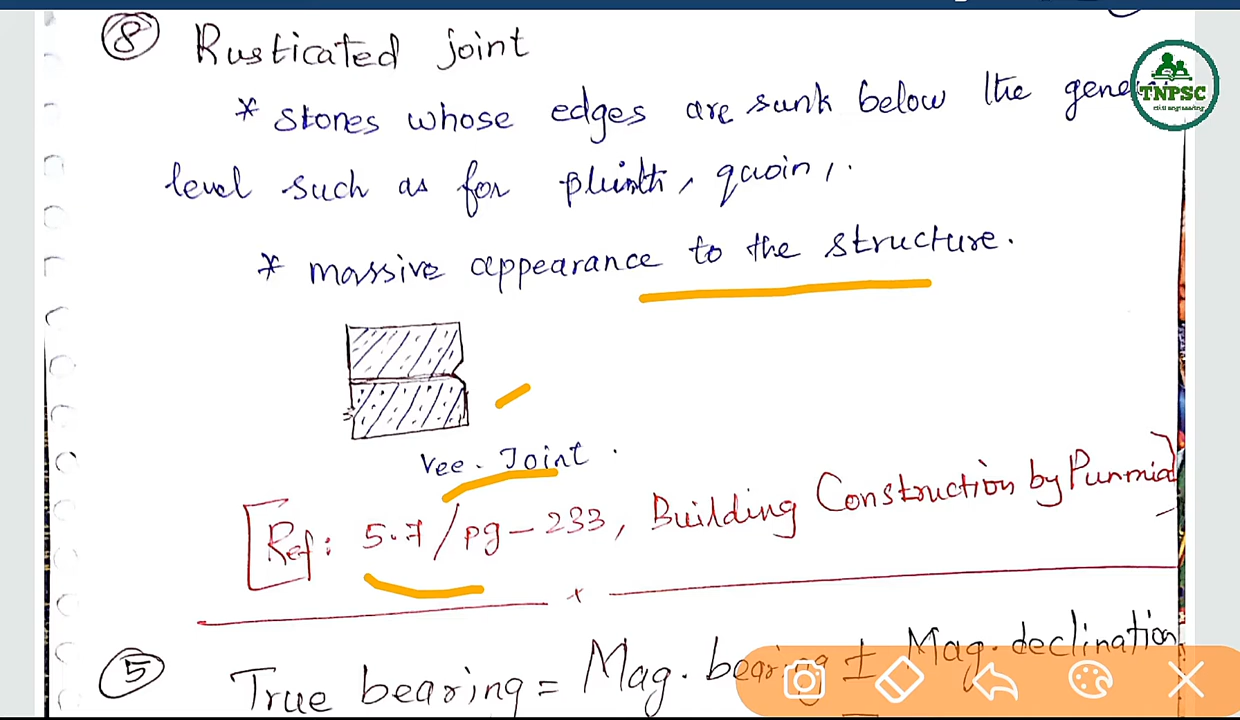 8 Rusticated joint
* stones whose edges are sunk below the gene
level such as for plinth, quoin,.
* massive appearance to the structure.
Vee. Joint.
[Ref: 5.7/pg-233, Building Construction by Punmia]
x
5 True bearing = Mag. bearing ± Mag. declination
TNPSC
civil engineering